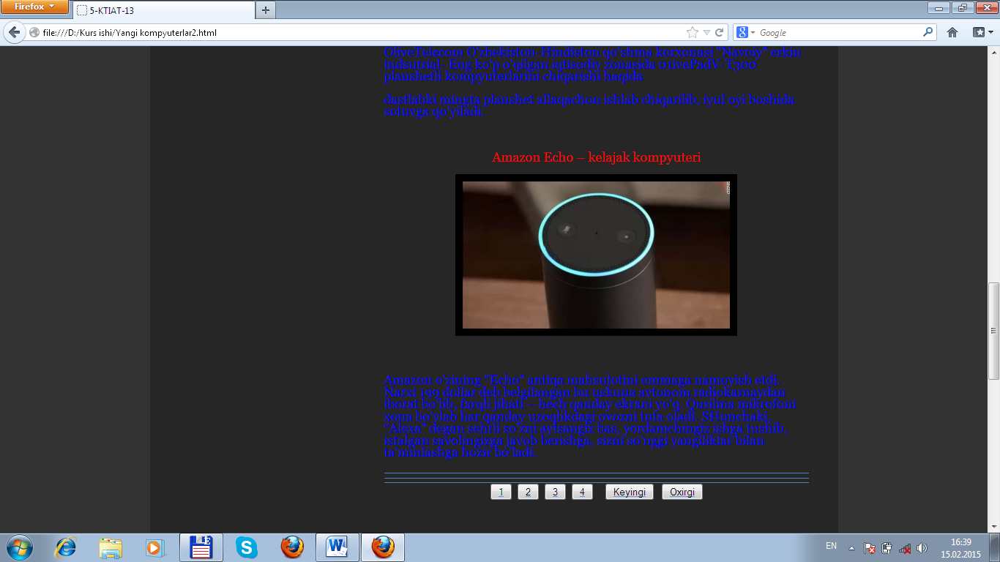 Firefox
5-KTIAT-13
file:///D:/Kurs ishi/Yangi kompyuterlar2.html
Google
OliveTelecom O'zbekiston-Hindiston qo'shma korxonasi "Navoiy" erkin
indsutrial. Eng ko'p o'qilgan iqtisodiy zonasida OlivePadV-T300
planshetli kompyuterlarini chiqarishi haqida
dastlabki mingta planshet allaqachon ishlab chiqarilib, iyul oyi boshida
sotuvga qo'yiladi.
Amazon Echo – kelajak kompyuteri
Amazon o'zining "Echo" antiqa mahsulotini ommaga namoyish etdi.
Narxi 199 dollar deb belgilangan bu uskuna avtonom radiokarnaydan
iborat bo'lib, farqli jihati – hech qanday ekrani yo'q. Qurilma mikrofoni
xona bo'ylab har qanday uzoqlikdagi ovozni tuta oladi. SHunchaki,
"Alexa" degan sehrli so'zni aytsangiz bas, yordamchingiz ishga tushib,
istalgan savolingizga javob berishga, sizni so'nggi yangiliklar bilan
ta'minlashga hozir bo'ladi.
1 2 3 4 Keyingi Oxirgi
EN
16:39
15.02.2015